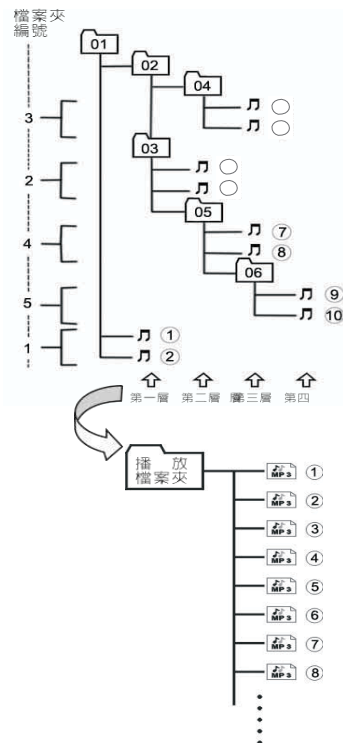 檔案夾
編號
01
02
04
3
03
2
05
⑦
4
⑧
06
⑨
5
⑩
①
1
②
第一層 第二層 第三層 第四
播 放
檔案夾
MP3 ①
MP3 ②
MP3 ③
MP3 ④
MP3 ⑤
MP3 ⑥
MP3 ⑦
MP3 ⑧